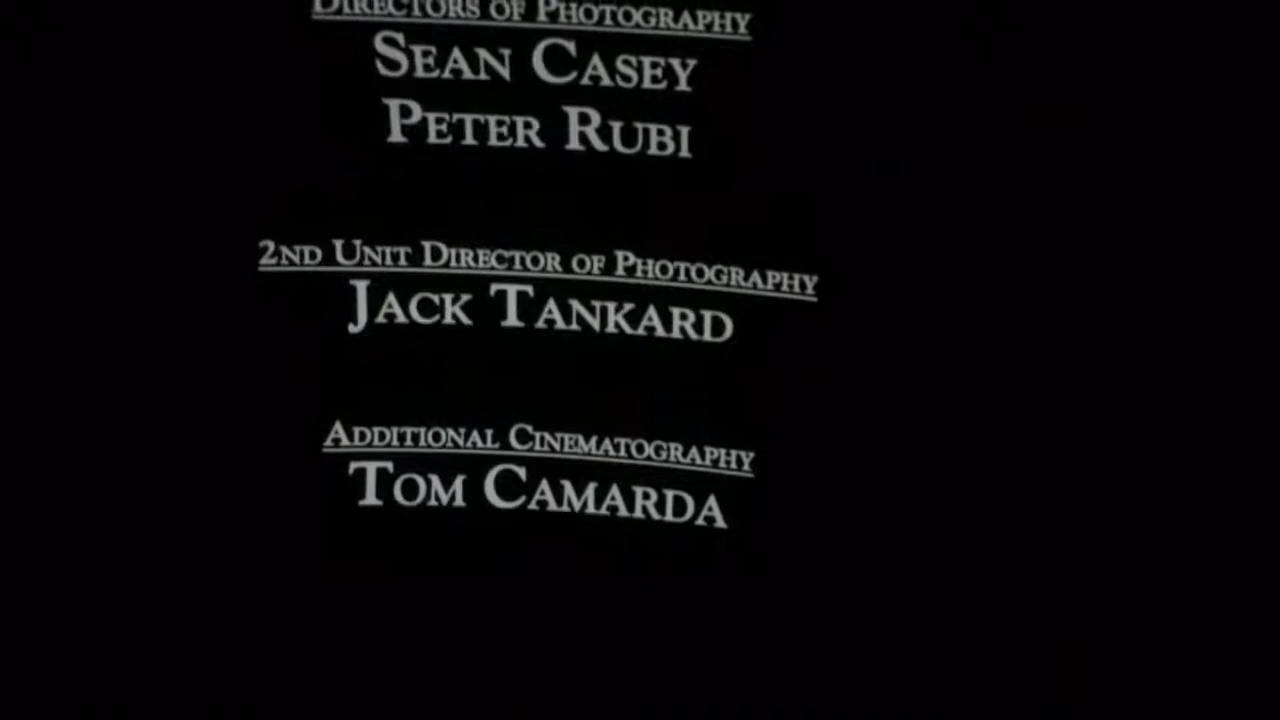 DIRECTORS OF PHOTOGRAPHY
SEAN CASEY
PETER RUBI
2ND UNIT DIRECTOR OF PHOTOGRAPHY
JACK TANKARD
ADDITIONAL CINEMATOGRAPHY
TOM CAMARDA